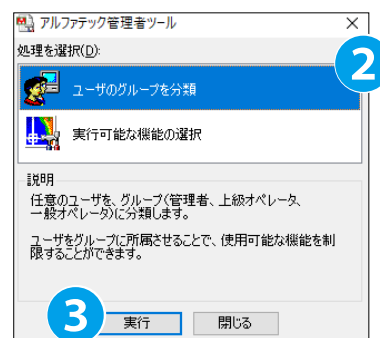 アルファテック管理者ツール
処理を選択(D):
2
ユーザのグループを分類
実行可能な機能の選択
説明
任意のユーザを、グループ(管理者、上級オペレータ、
一般オペレータ)に分類します。
ユーザをグループに所属させることで、使用可能な機能を制
限することができます。
3
実行
閉じる